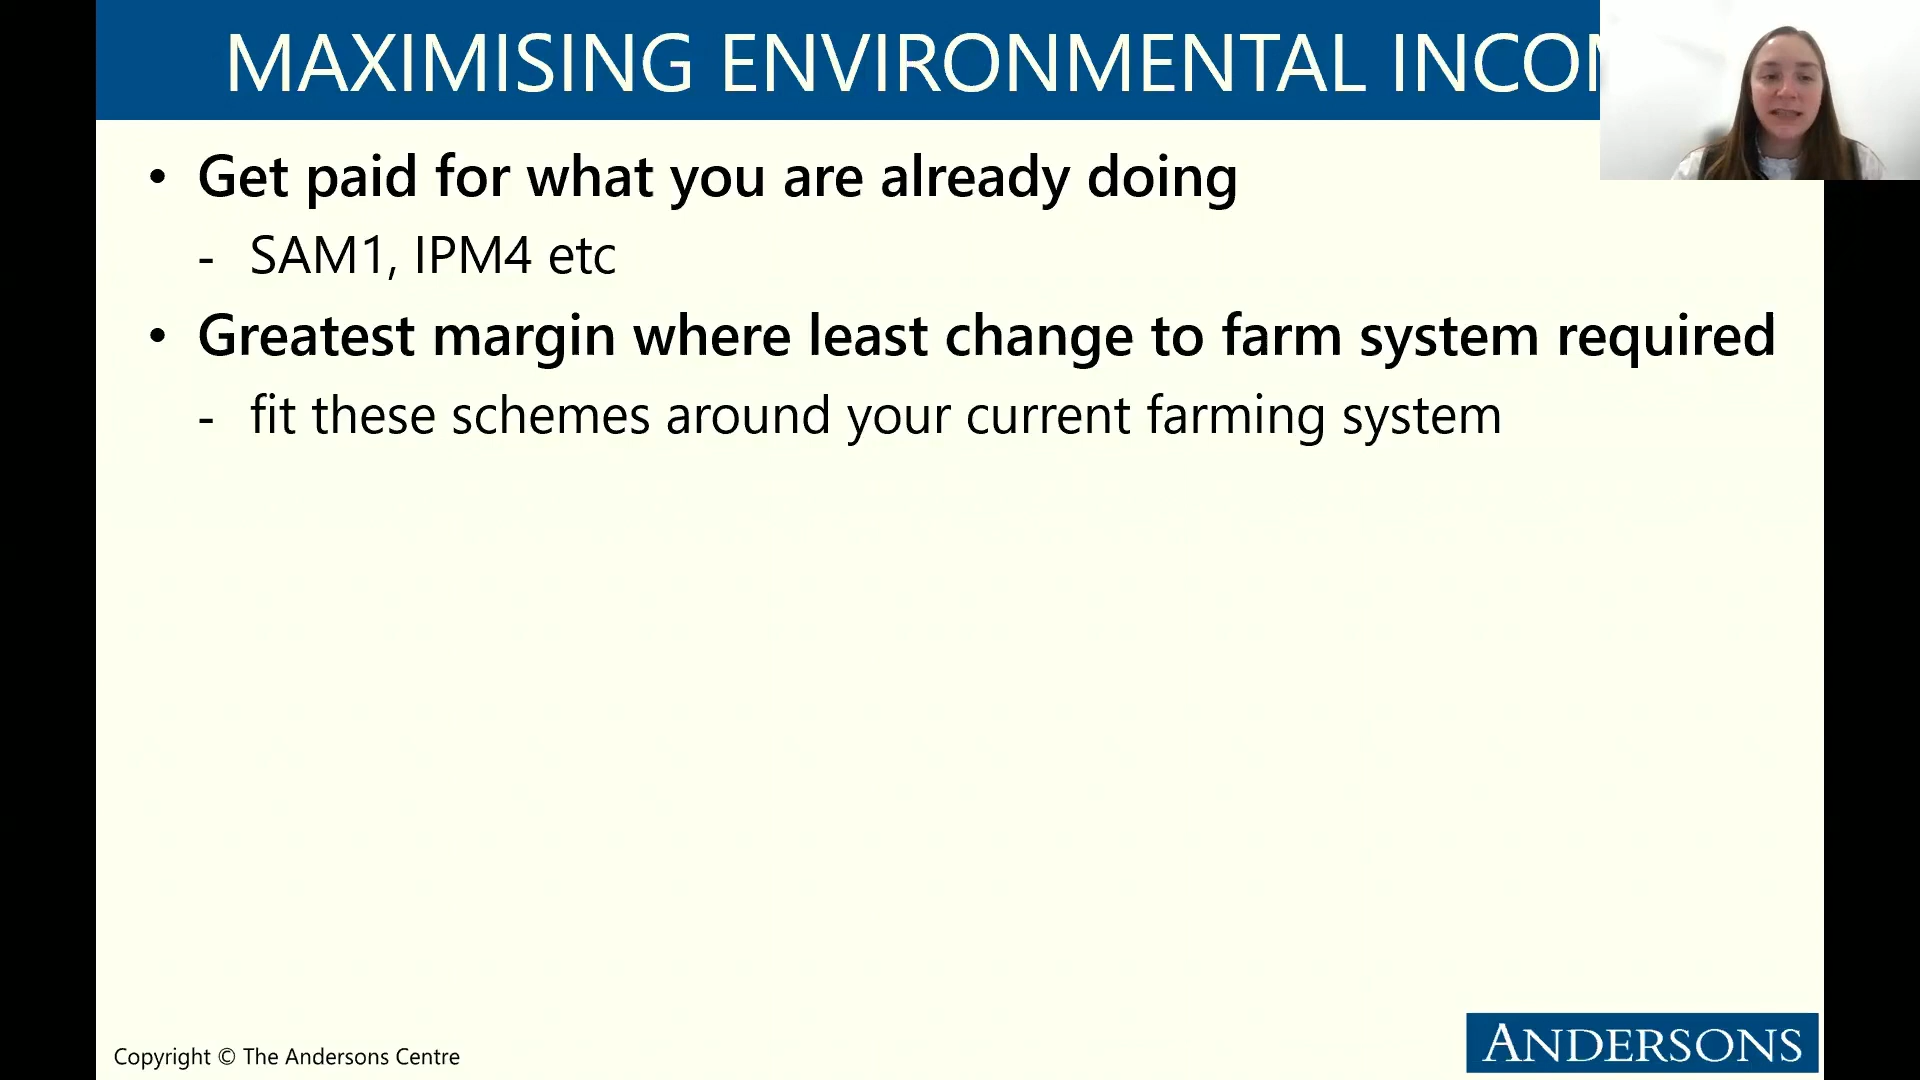 MAXIMISING ENVIRONMENTAL
• Get paid for what you are already doing
- SAM1, IPM4 etc
• Greatest margin where least change to farm system required
- fit these schemes around your current farming system
Copyright © The Andersons Centre
ANDERSONS